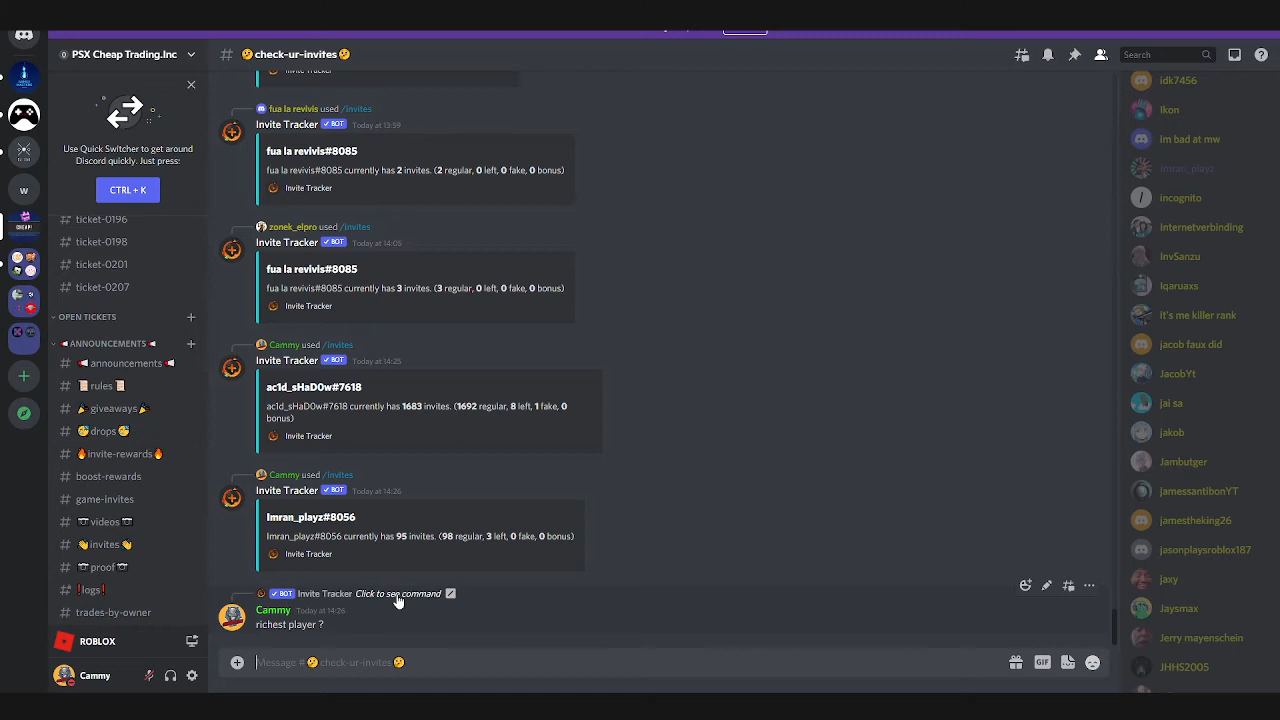 PSX Cheap Trading.Inc
check-ur-invites
Search
Use Quick Switcher to get around
Discord quickly. Just press:
CTRL + K
W
CHEAP!
ticket-0196
ticket-0198
ticket-0201
ticket-0207
OPEN TICKETS
ANNOUNCEMENTS
announcements
rules
giveaways
drops
invite-rewards
boost-rewards
game-invites
videos
invites
proof
logs
trades-by-owner
ROBLOX
Cammy
Invite Tracker
fua la revivis used /invites
Invite Tracker BOT Today at 13:59
fua la revivis#8085
fua la revivis#8085 currently has 2 invites. (2 regular, 0 left, 0 fake, 0 bonus)
Invite Tracker
zonek_elpro used /invites
Invite Tracker BOT Today at 14:05
fua la revivis#8085
fua la revivis#8085 currently has 3 invites. (3 regular, 0 left, 0 fake, 0 bonus)
Invite Tracker
Cammy used /invites
Invite Tracker BOT Today at 14:25
ac1d_sHaD0w#7618
ac1d_sHaD0w#7618 currently has 1683 invites. (1692 regular, 8 left, 1 fake, 0
bonus)
Invite Tracker
Cammy used /invites
Invite Tracker BOT Today at 14:26
Imran_playz#8056
Imran_playz#8056 currently has 95 invites. (98 regular, 3 left, 0 fake, 0 bonus)
Invite Tracker
BOT Invite Tracker Click to see command
Cammy Today at 14:26
richest player ?
Message # check-ur-invites
GIF
idk7456
Ikon
im bad at mw
Imran_playz
incognito
Internetverbinding
InvSanzu
Iqaruaxs
it's me killer rank
jacob faux did
JacobYt
jai sa
jakob
Jambutger
jamessantibonYT
jamestheking26
jasonplaysroblox187
jaxy
Jaysmax
Jerry mayenschein
JHHS2005